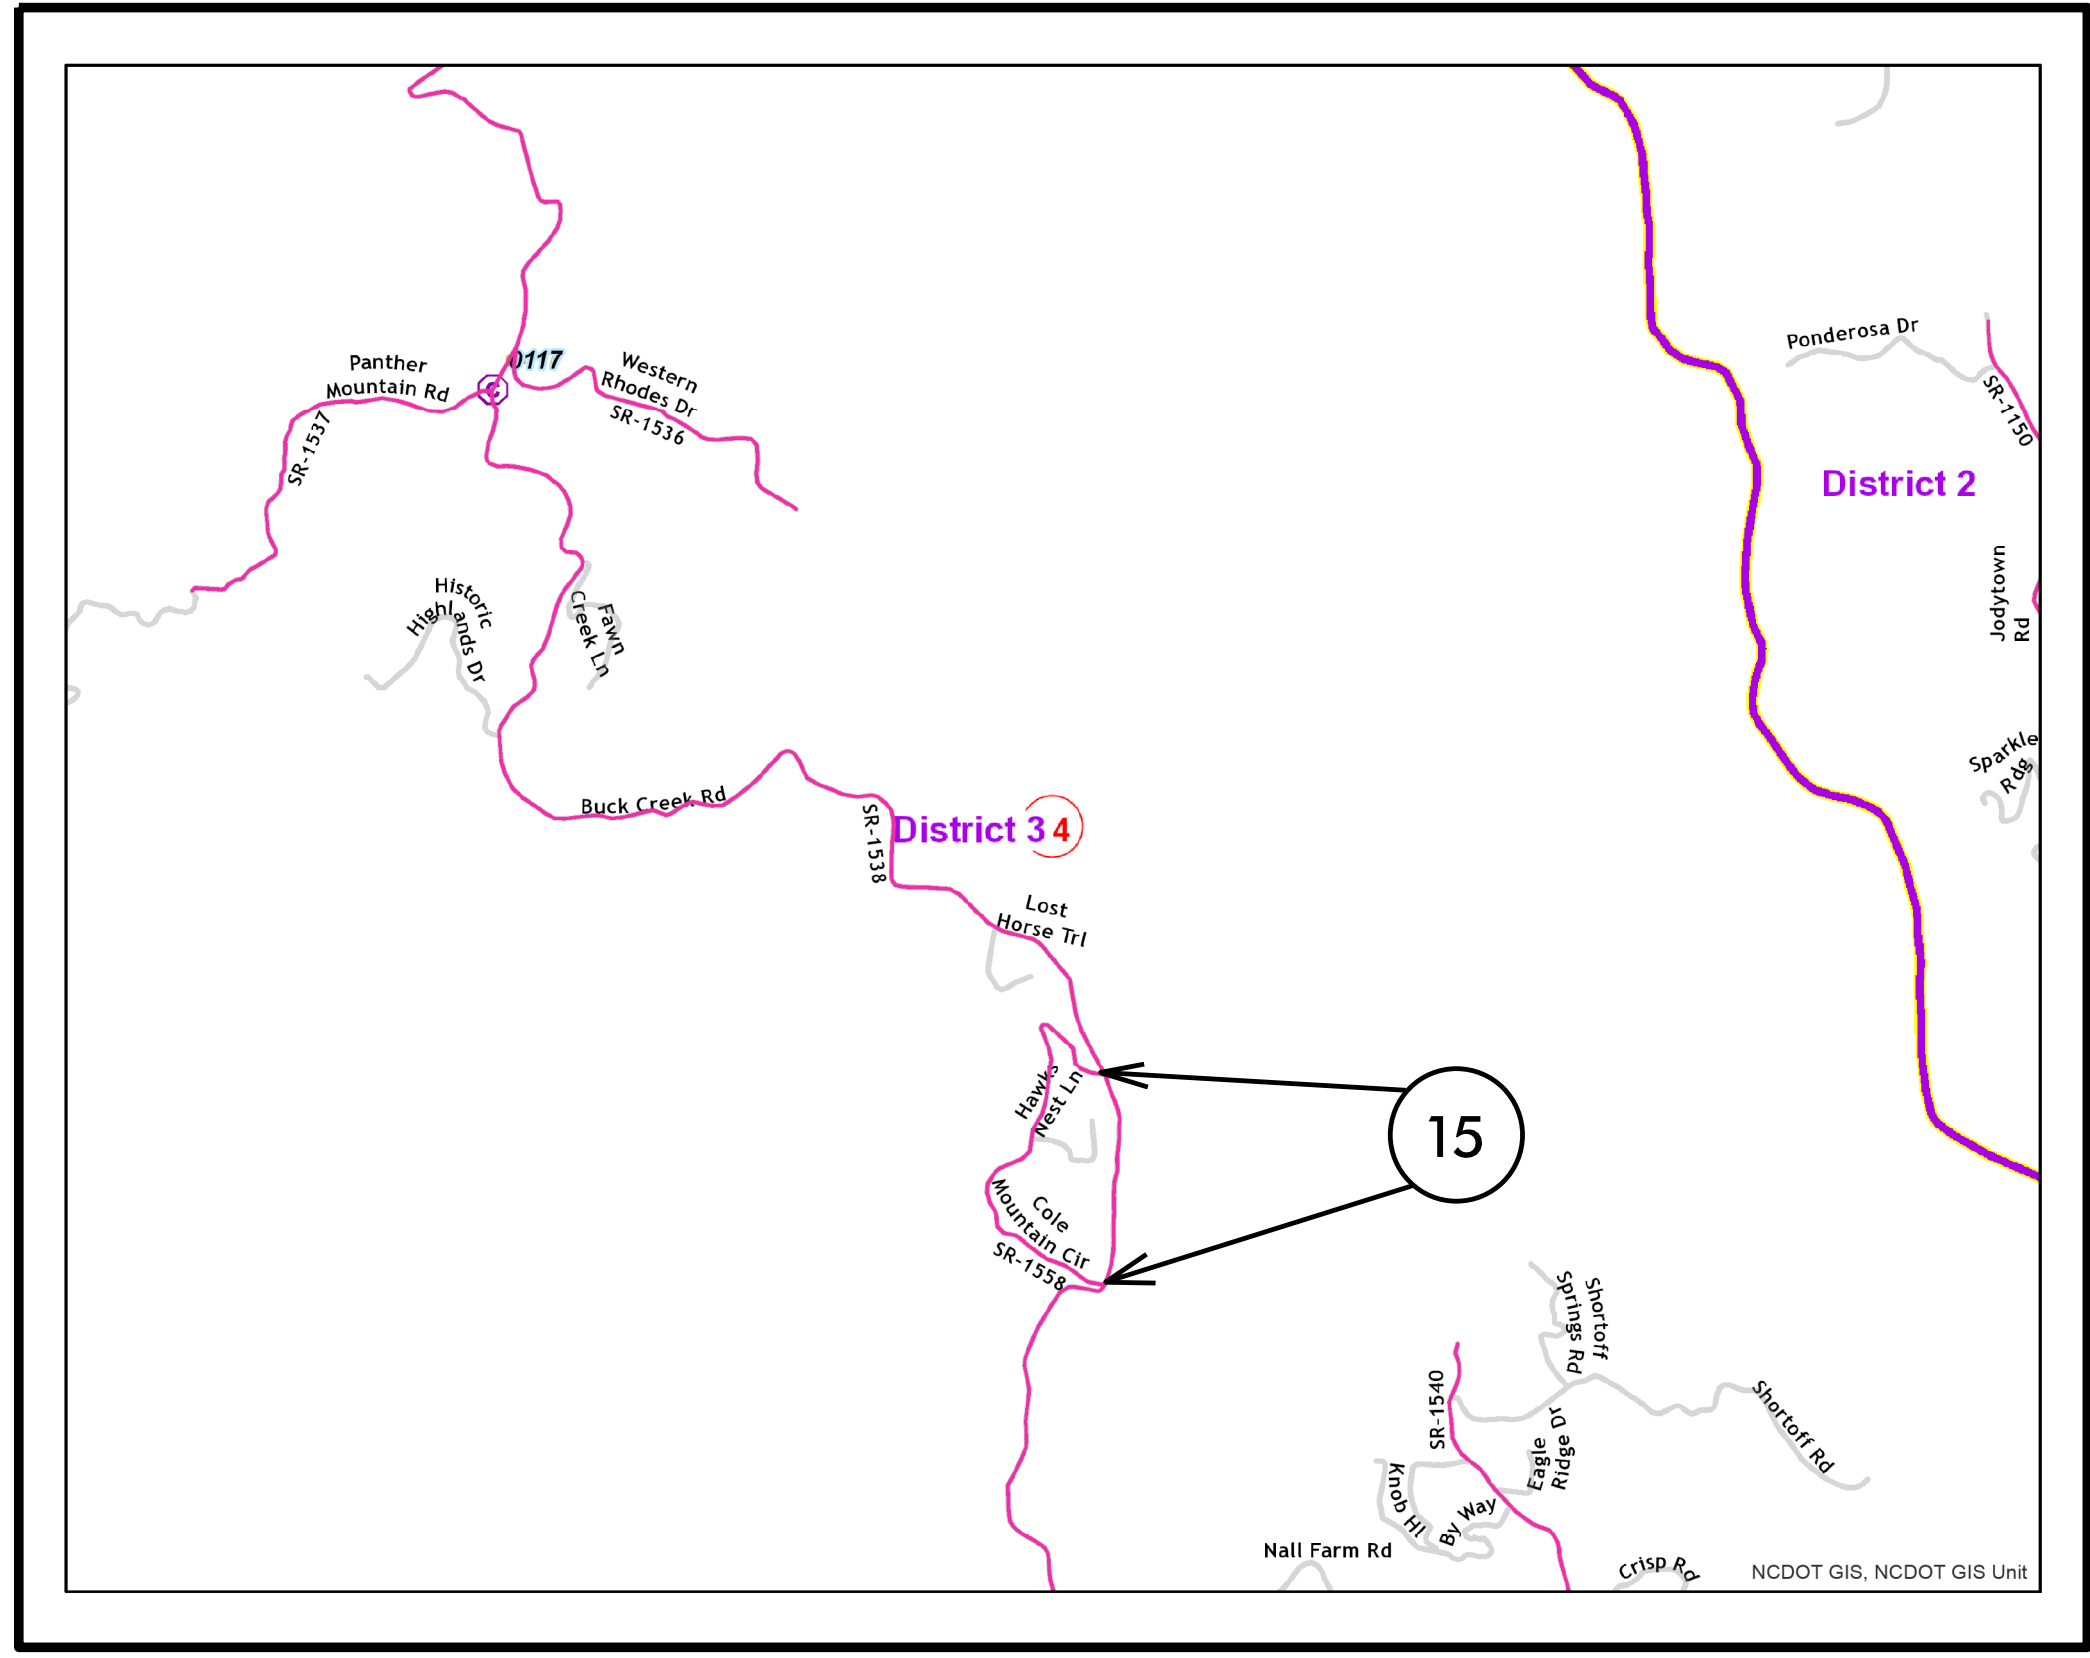 0117
Panther
Mountain Rd
SR-1537
Western
Rhodes Dr
SR-1536
Ponderosa Dr
SR-1150
District 2
Historic
Highlands Dr
Fawn
Creek Ln
Jodytown
Rd
Sparkle
Rdg
Buck Creek Rd
SR-1538
District 3
4
Lost
Horse Trl
Hawks
Nest Ln
15
Cole
Mountain Cir
SR-1558
Shortoff
Springs Rd
SR-1540
Shortoff Rd
Eagle
Ridge Dr
Knob Hl
By Way
Nall Farm Rd
Crisp Rd
NCDOT GIS, NCDOT GIS Unit
C